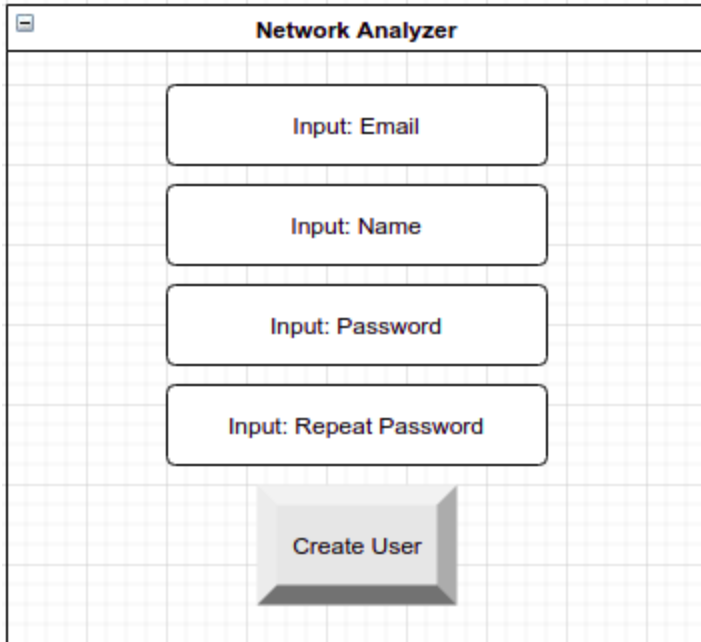 Network Analyzer
Input: Email
Input: Name
Input: Password
Input: Repeat Password
Create User